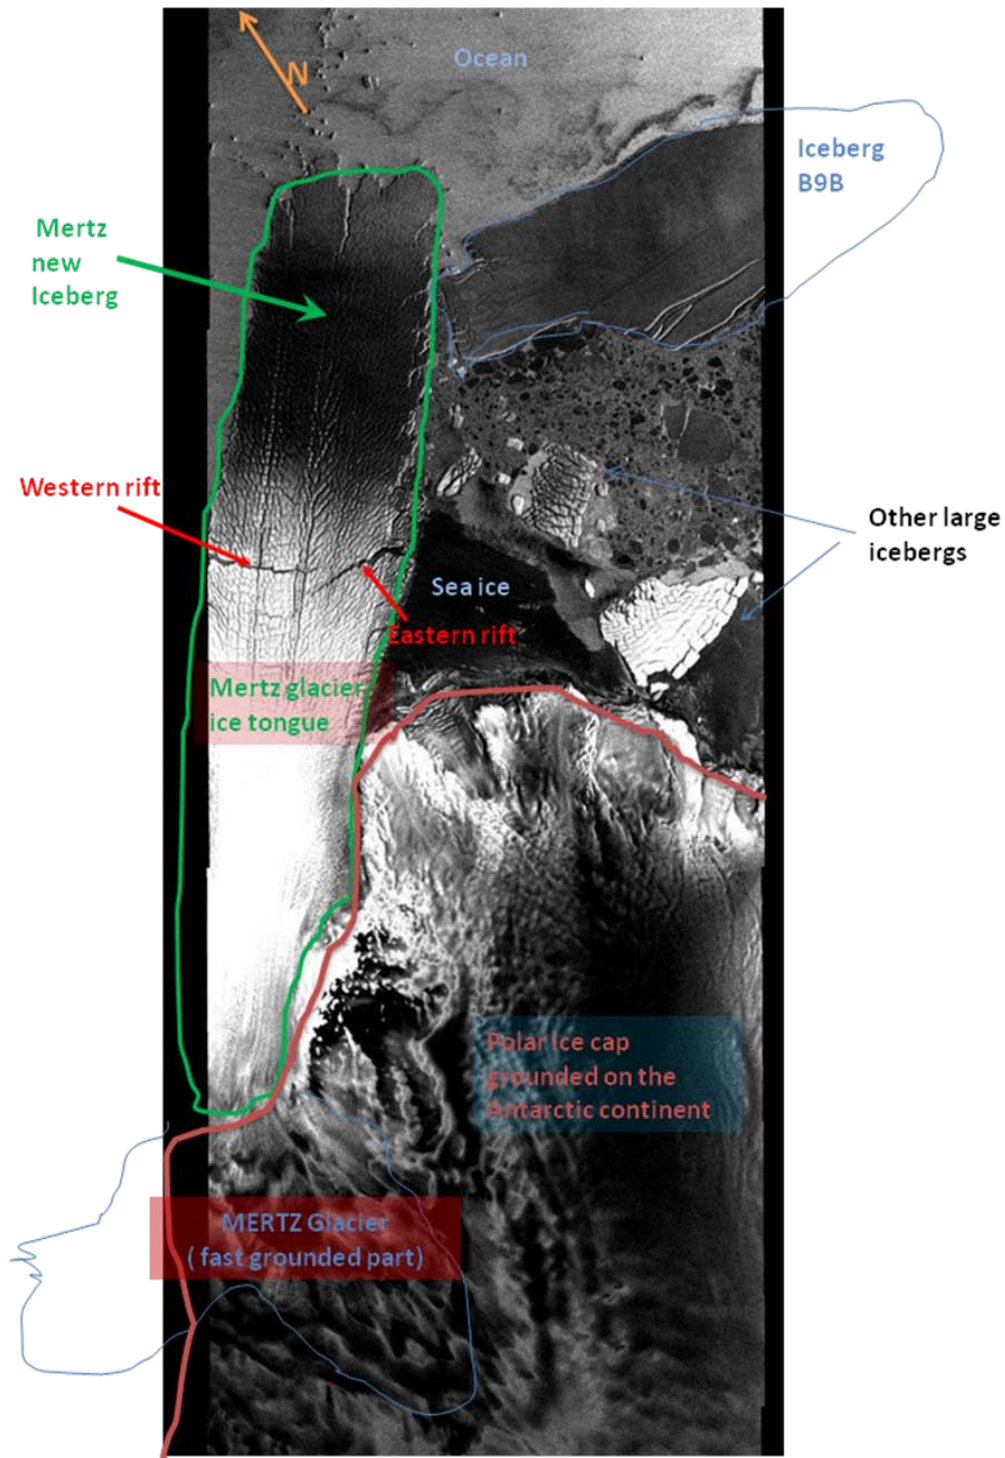 N
Ocean
Iceberg
B9B
Mertz
new
Iceberg
Western rift
Other large
icebergs
Sea ice
Eastern rift
Mertz glacier
ice tongue
Polar Ice cap
grounded on the
Antarctic continent
MERTZ Glacier
( fast grounded part)